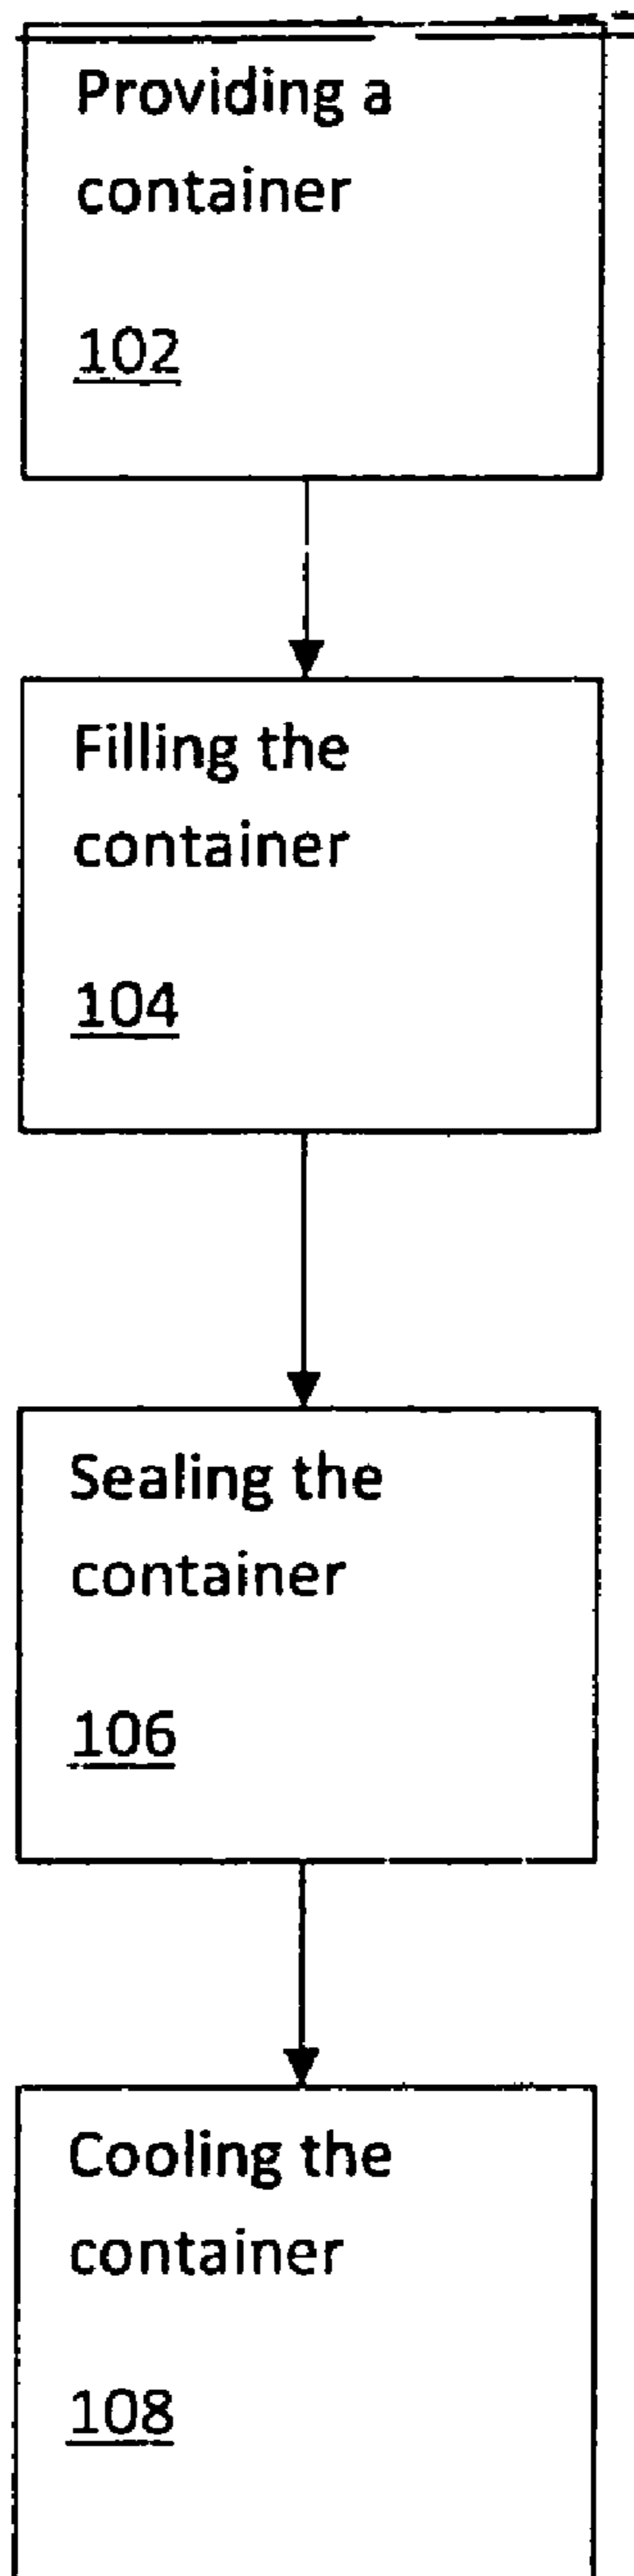 Providing a
container
102
Filling the
container
104
Sealing the
container
106
Cooling the
container
108